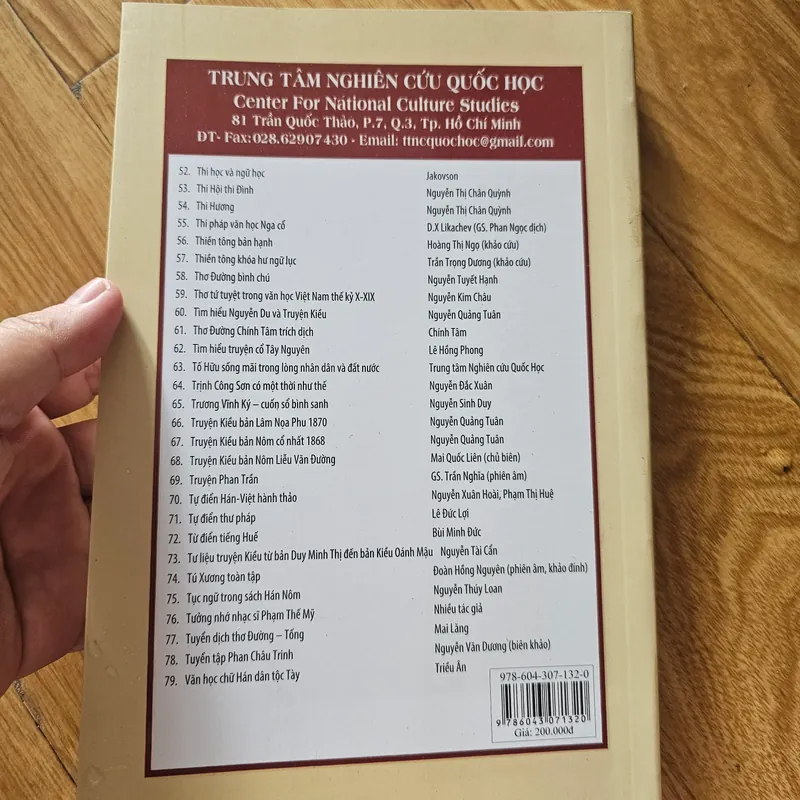 TRUNG TÂM NGHIÊN CỨU QUỐC HỌC
Center For National Culture Studies
81 Trần Quốc Thảo, P.7, Q.3, Tp. Hồ Chí Minh
ĐT- Fax:028.62907430 - Email: ttncquochoc@gmail.com
52. Thi học và ngữ học Jakovson
53. Thi Hội thi Đình Nguyễn Thị Chân Quỳnh
54. Thi Hương Nguyễn Thị Chân Quỳnh
55. Thi pháp văn học Nga cổ D.X Likachev (GS. Phan Ngọc dịch)
56. Thiền tông bản hạnh Hoàng Thị Ngọ (khảo cứu)
57. Thiền tông khóa hư ngữ lục Trần Trọng Dương (khảo cứu)
58. Thơ Đường bình chú Nguyễn Tuyết Hạnh
59. Thơ tứ tuyệt trong văn học Việt Nam thế kỷ X-XIX Nguyễn Kim Châu
60. Tìm hiểu Nguyễn Du và Truyện Kiều Nguyễn Quảng Tuân
61. Thơ Đường Chính Tâm trích dịch Chính Tâm
62. Tìm hiểu truyện cổ Tây Nguyên Lê Hồng Phong
63. Tố Hữu sống mãi trong lòng nhân dân và đất nước Trung tâm Nghiên cứu Quốc Học
64. Trịnh Công Sơn có một thời như thế Nguyễn Đắc Xuân
65. Trương Vĩnh Ký – cuốn sổ bình sanh Nguyễn Sinh Duy
66. Truyện Kiều bản Lâm Nọa Phu 1870 Nguyễn Quảng Tuân
67. Truyện Kiều bản Nôm cổ nhất 1868 Nguyễn Quảng Tuân
68. Truyện Kiều bản Nôm Liễu Văn Đường Mai Quốc Liên (chủ biên)
69. Truyện Phan Trần GS. Trần Nghĩa (phiên âm)
70. Tự điển Hán-Việt hành thảo Nguyễn Xuân Hoài, Phạm Thị Huệ
71. Tự điển thư pháp Lê Đức Lợi
72. Từ điển tiếng Huế Bùi Minh Đức
73. Tư liệu truyện Kiều từ bản Duy Minh Thị đến bản Kiều Oánh Mậu Nguyễn Tài Cẩn
74. Tú Xương toàn tập Đoàn Hồng Nguyên (phiên âm, khảo đính)
75. Tục ngữ trong sách Hán Nôm Nguyễn Thúy Loan
76. Tưởng nhớ nhạc sĩ Phạm Thế Mỹ Nhiều tác giả
77. Tuyển dịch thơ Đường – Tống Mai Lăng
78. Tuyển tập Phan Châu Trinh Nguyễn Văn Dương (biên khảo)
79. Văn học chữ Hán dân tộc Tày Triều Ân
978-604-307-132-0
9 786043 071320
Giá: 200.000đ